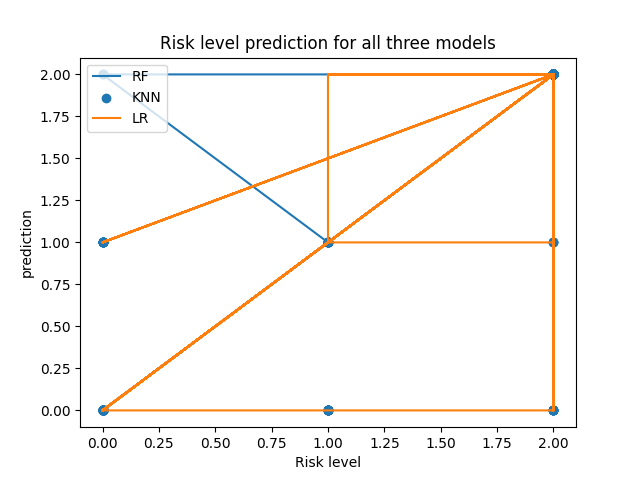 Risk level prediction for all three models
RF
KNN
LR
prediction
2.00
1.75
1.50
1.25
1.00
0.75
0.50
0.25
0.00
0.00 0.25 0.50 0.75 1.00 1.25 1.50 1.75 2.00
Risk level